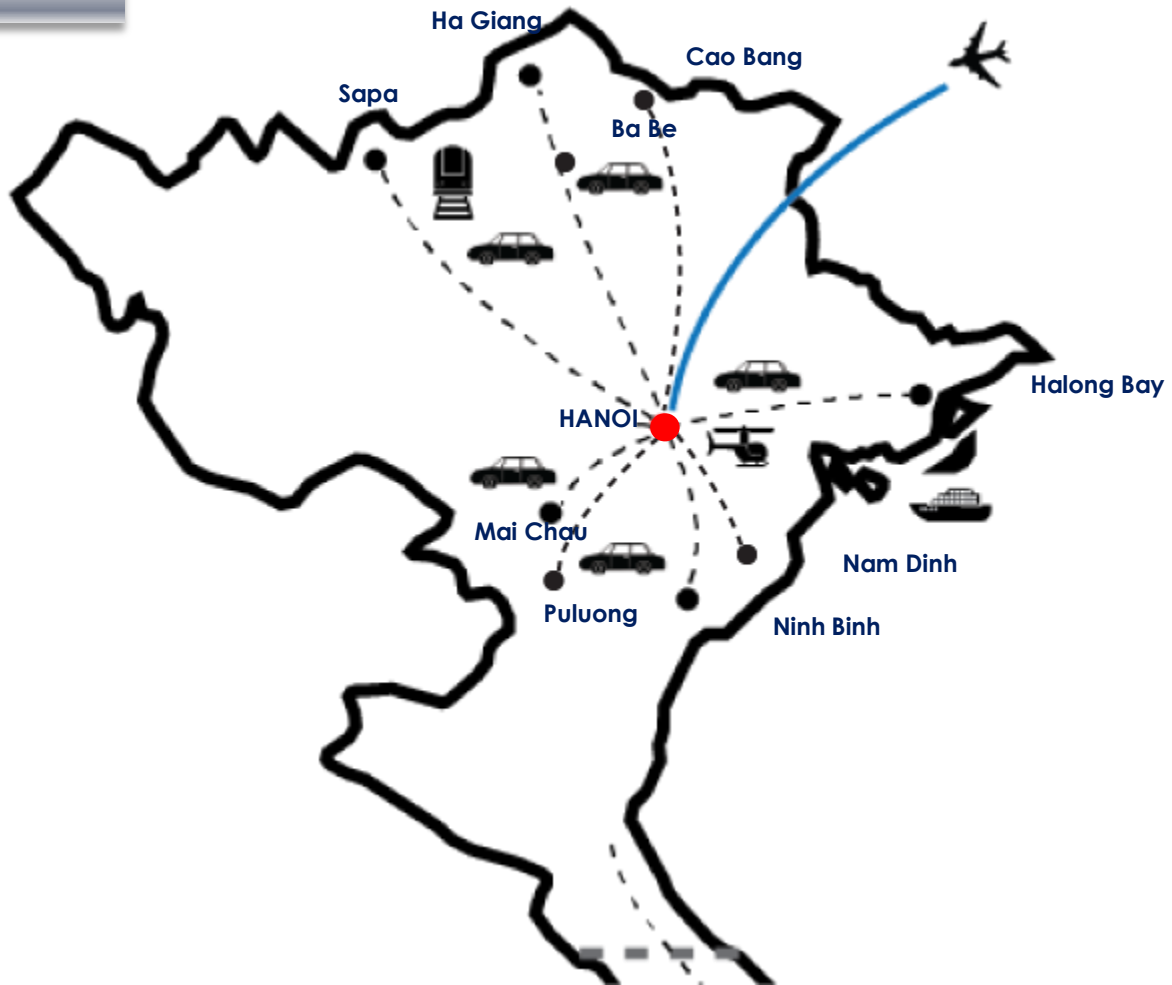 Ha Giang
Cao Bang
Sapa
Ba Be
Halong Bay
HANOI
Mai Chau
Nam Dinh
Puluong
Ninh Binh